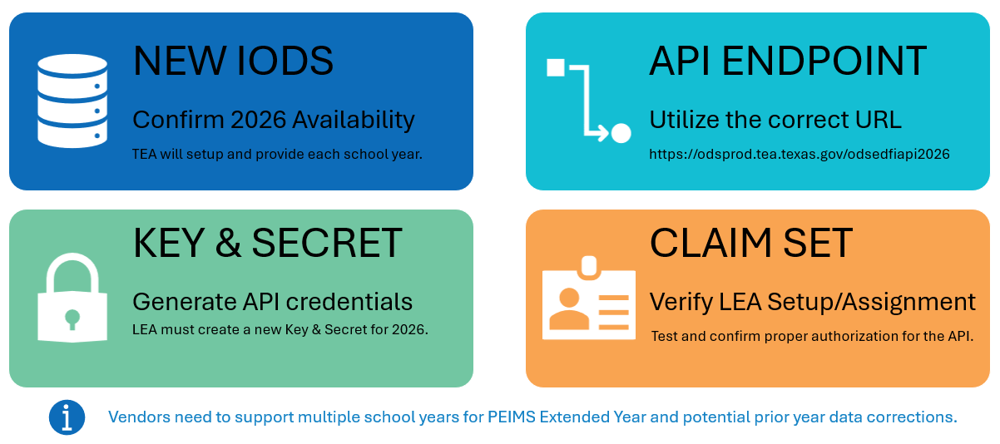 NEW IODS
Confirm 2026 Availability
TEA will setup and provide each school year.
API ENDPOINT
Utilize the correct URL
https://odsprod.tea.texas.gov/odsedfiapi2026
KEY & SECRET
Generate API credentials
LEA must create a new Key & Secret for 2026.
CLAIM SET
Verify LEA Setup/Assignment
Test and confirm proper authorization for the API.
Vendors need to support multiple school years for PEIMS Extended Year and potential prior year data corrections.